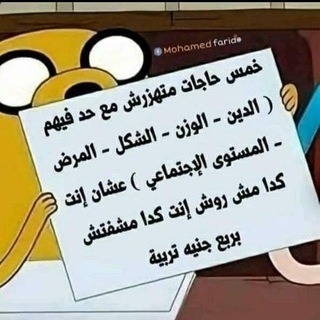 Mohamed farid
خمس حاجات متهزرش مع حد فيهم
( الدين - الوزن - الشكل - المرض
- المستوى الإجتماعي ) عشان إنت
كدا مش روش إنت كدا مشفتش
بربع جنيه تربية